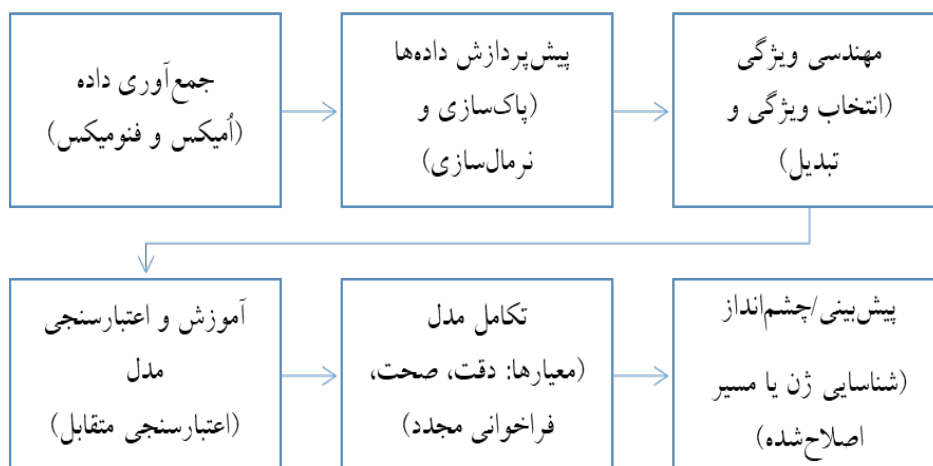 جمع‌آوری داده
(اُمیکس و فنومیکس)
پیش‌پردازش داده‌ها
(پاک‌سازی و
نرمال‌سازی)
مهندسی ویژگی
(انتخاب ویژگی و
تبدیل)
آموزش و اعتبارسنجی
مدل
(اعتبارسنجی متقابل)
تکامل مدل
(معیارها: دقت، صحت،
فراخوانی مجدد)
پیش‌بینی/چشم‌انداز
(شناسایی ژن یا مسیر
اصلاح‌شده)